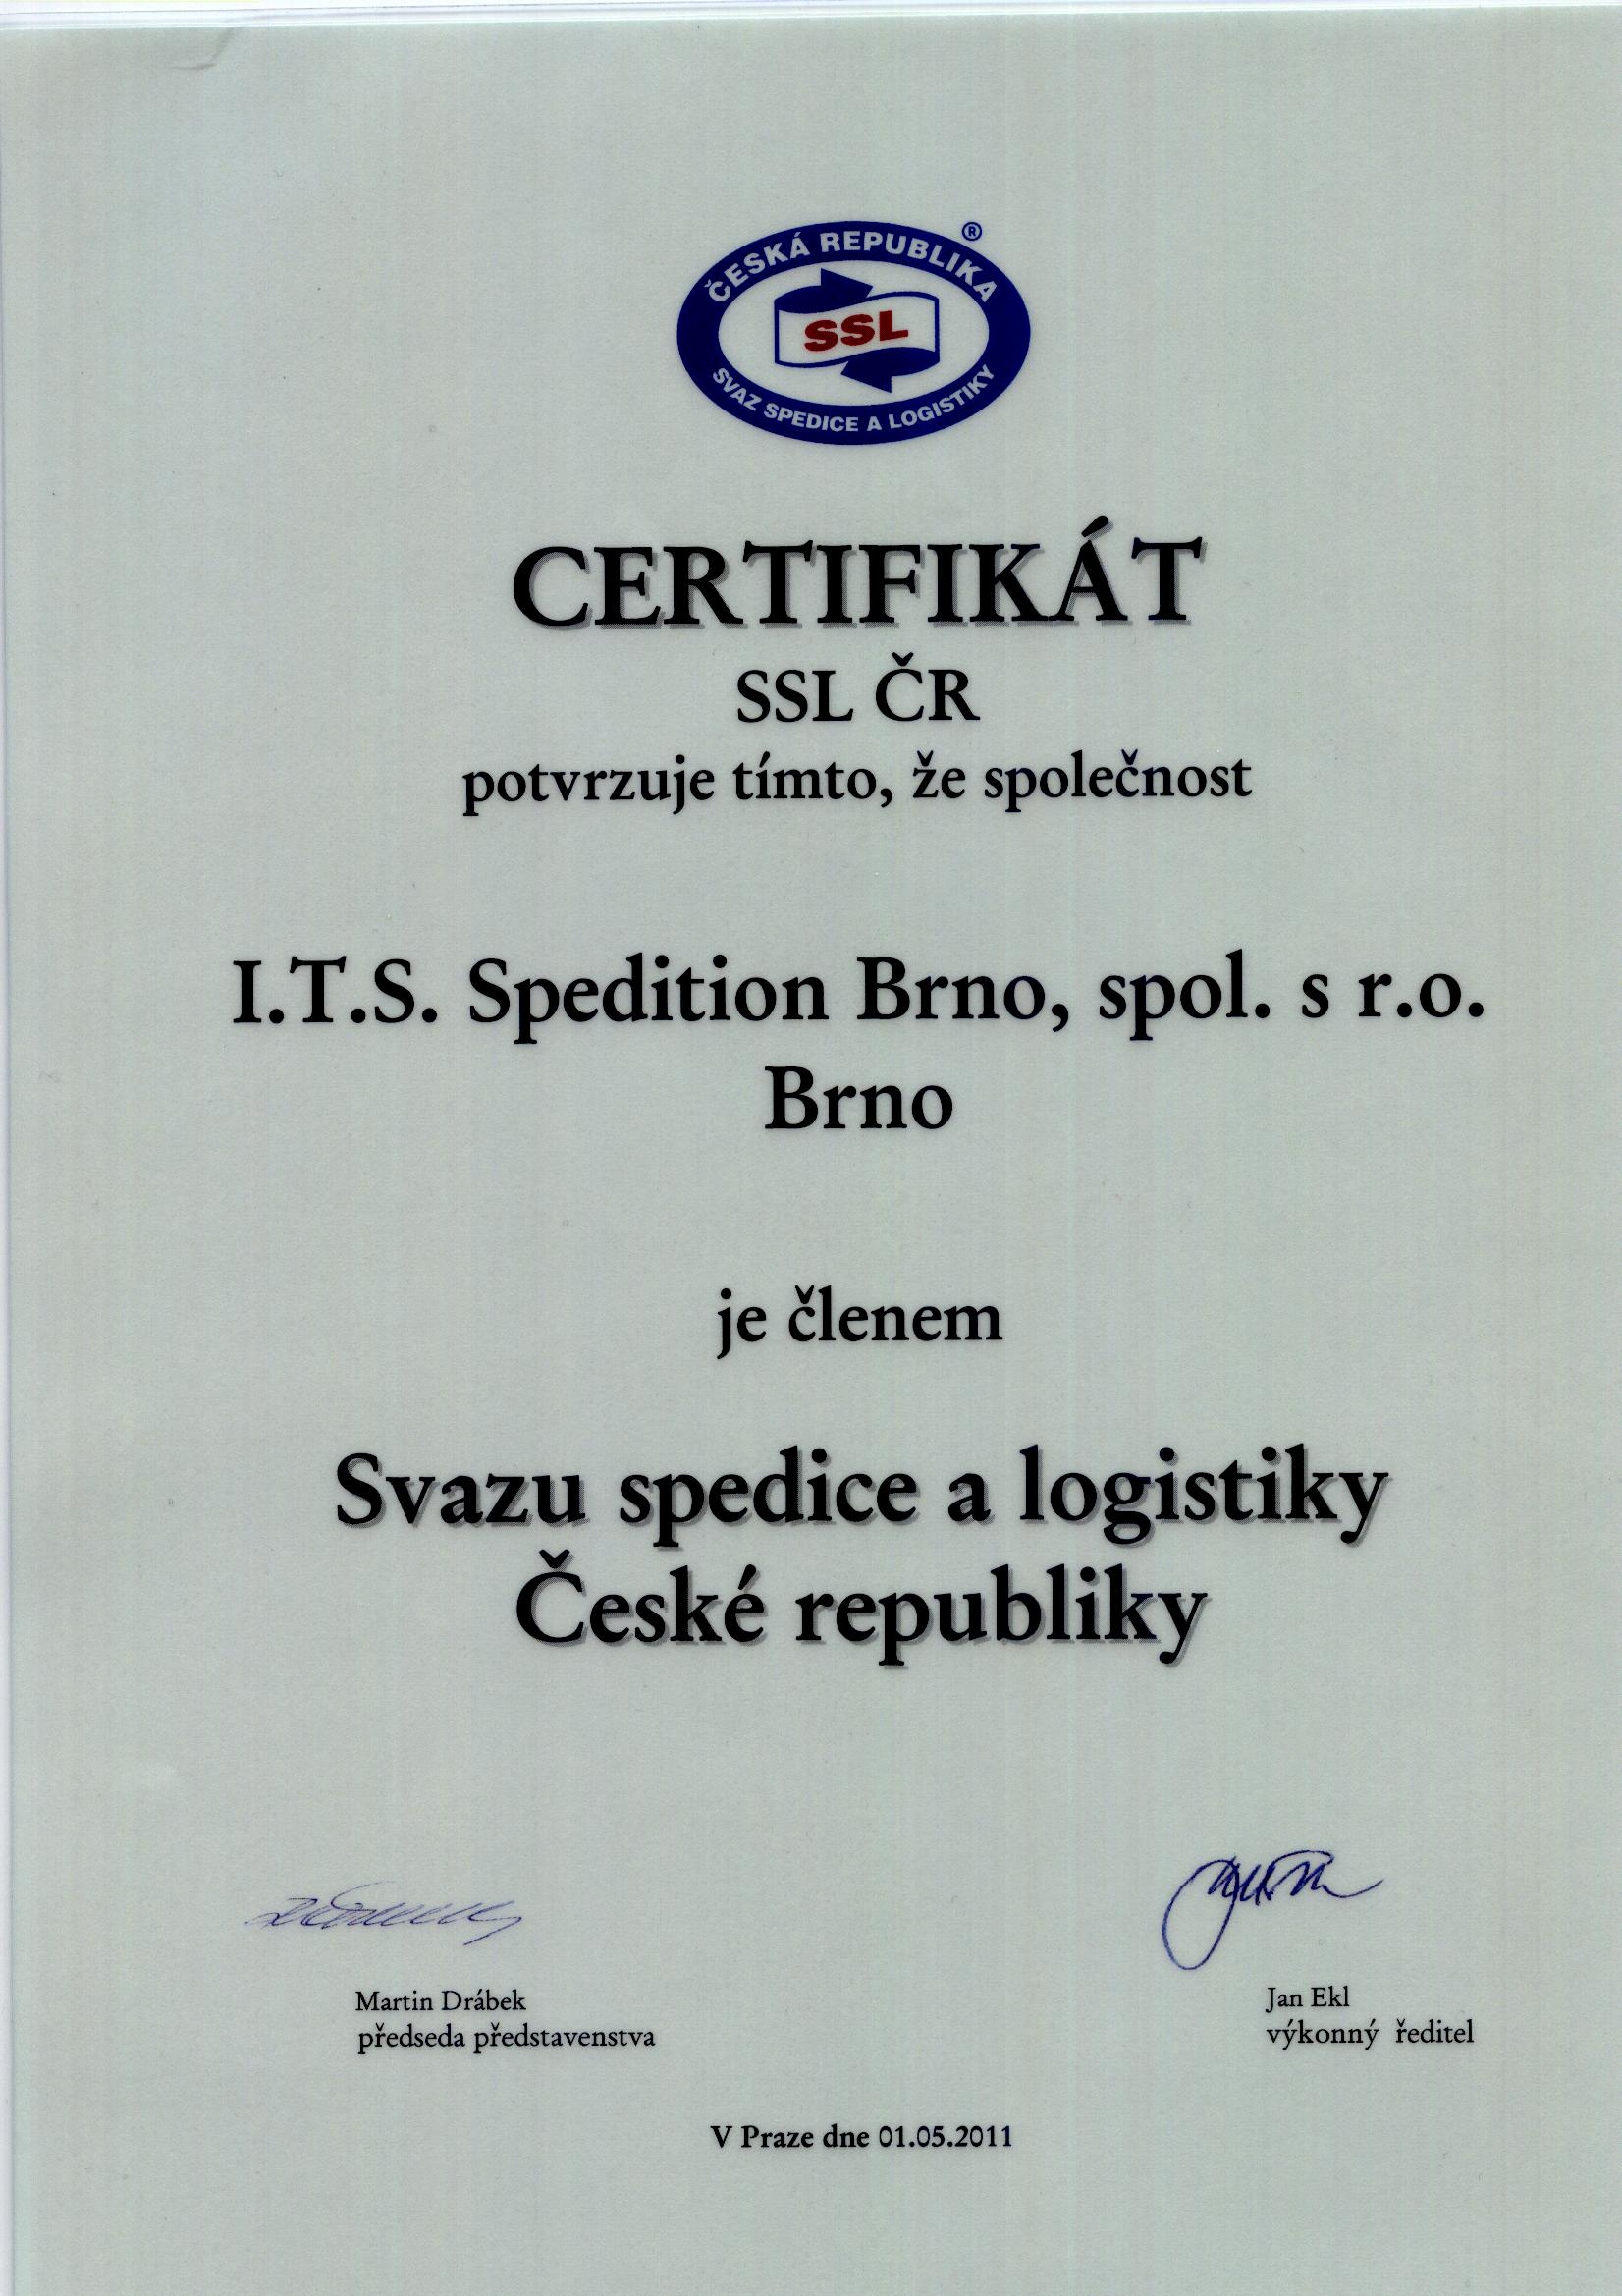 ČESKÁ REPUBLIKA
®
SSL
SVAZ SPEDICE A LOGISTIKY
CERTIFIKÁT
SSL ČR
potvrzuje tímto, že společnost
I.T.S. Spedition Brno, spol. s r.o.
Brno
je členem
Svazu spedice a logistiky
České republiky
Martin Drábek
předseda představenstva
Jan Ekl
výkonný ředitel
V Praze dne 01.05.2011